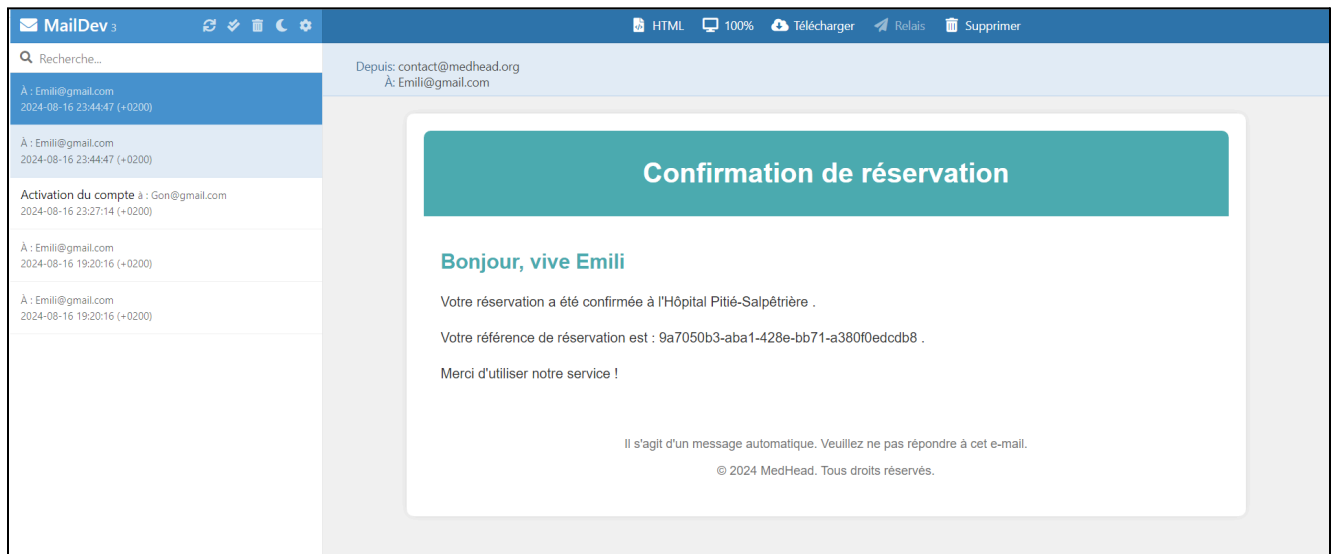 MailDev 3
HTML 100% Télécharger Relais Supprimer
Recherche...
À : Emili@gmail.com
2024-08-16 23:44:47 (+0200)
À : Emili@gmail.com
2024-08-16 23:44:47 (+0200)
Activation du compte à : Gon@gmail.com
2024-08-16 23:27:14 (+0200)
À : Emili@gmail.com
2024-08-16 19:20:16 (+0200)
À : Emili@gmail.com
2024-08-16 19:20:16 (+0200)
Depuis: contact@medhead.org
À: Emili@gmail.com
Confirmation de réservation
Bonjour, vive Emili
Votre réservation a été confirmée à l'Hôpital Pitié-Salpêtrière .
Votre référence de réservation est : 9a7050b3-aba1-428e-bb71-a380f0edcdb8 .
Merci d'utiliser notre service !
Il s'agit d'un message automatique. Veuillez ne pas répondre à cet e-mail.
© 2024 MedHead. Tous droits réservés.